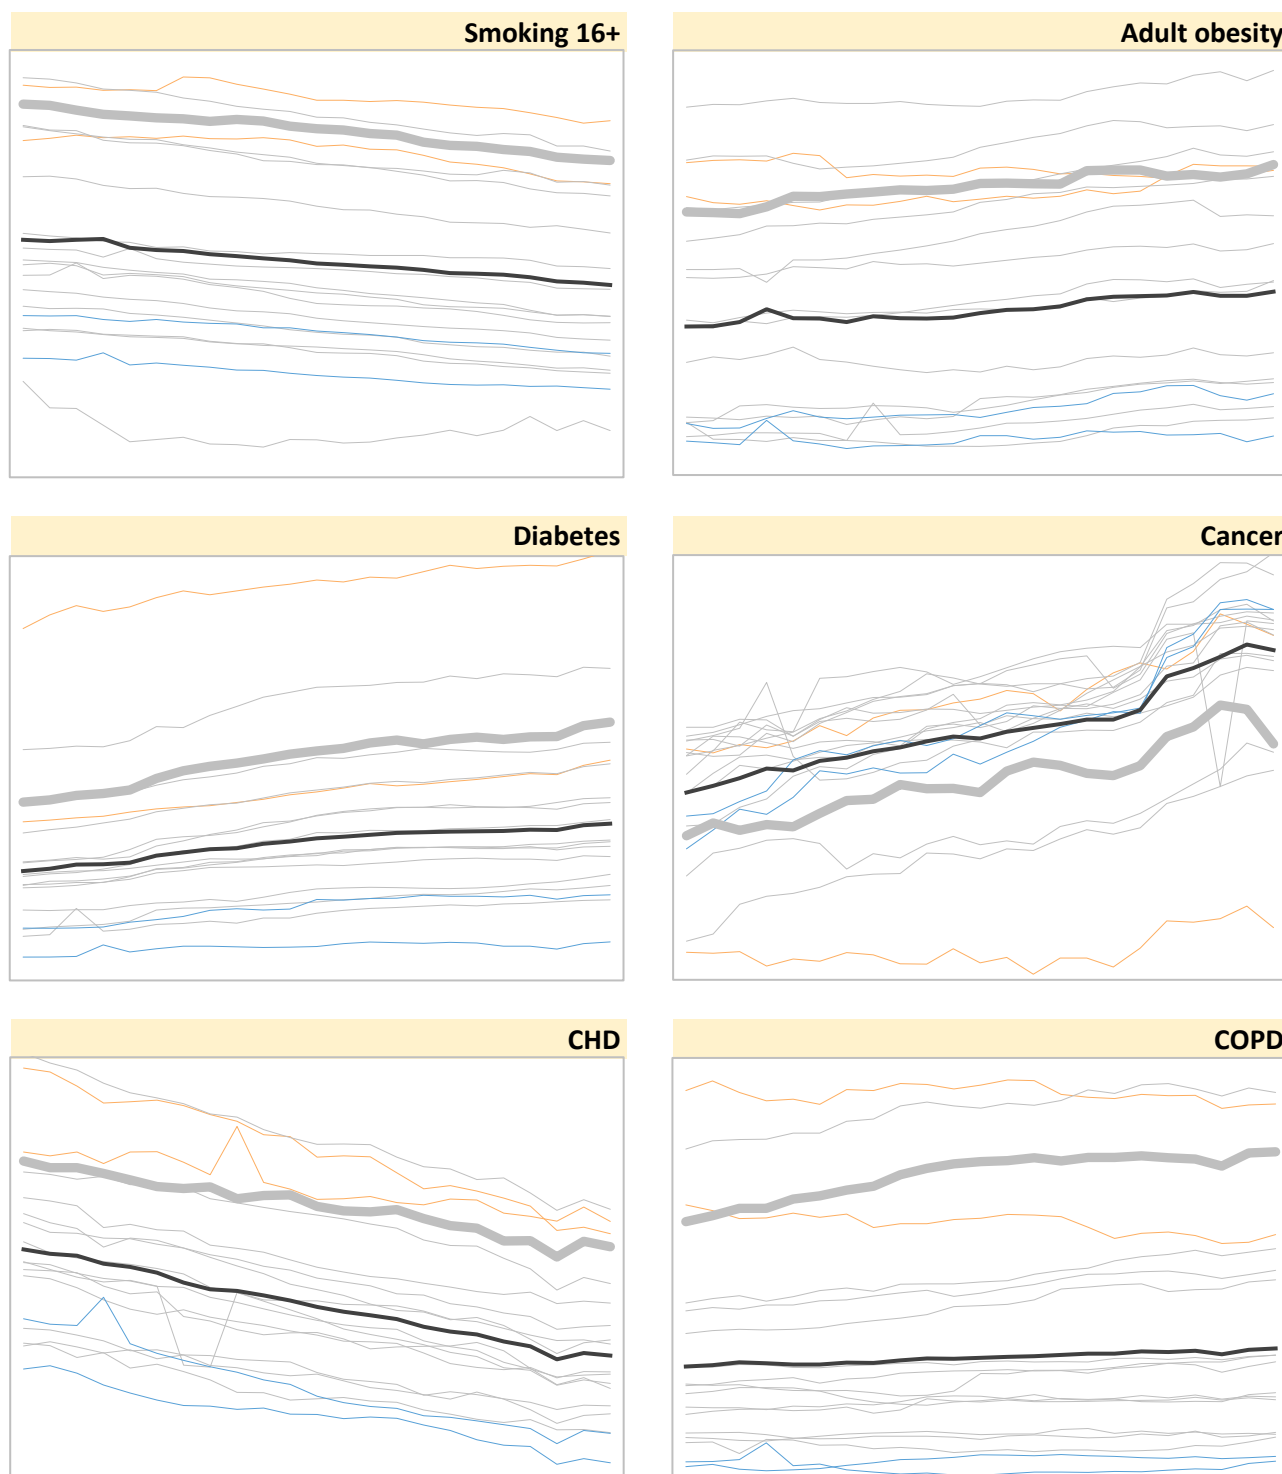 Smoking 16+
Adult obesity
Diabetes
Cancer
CHD
COPD